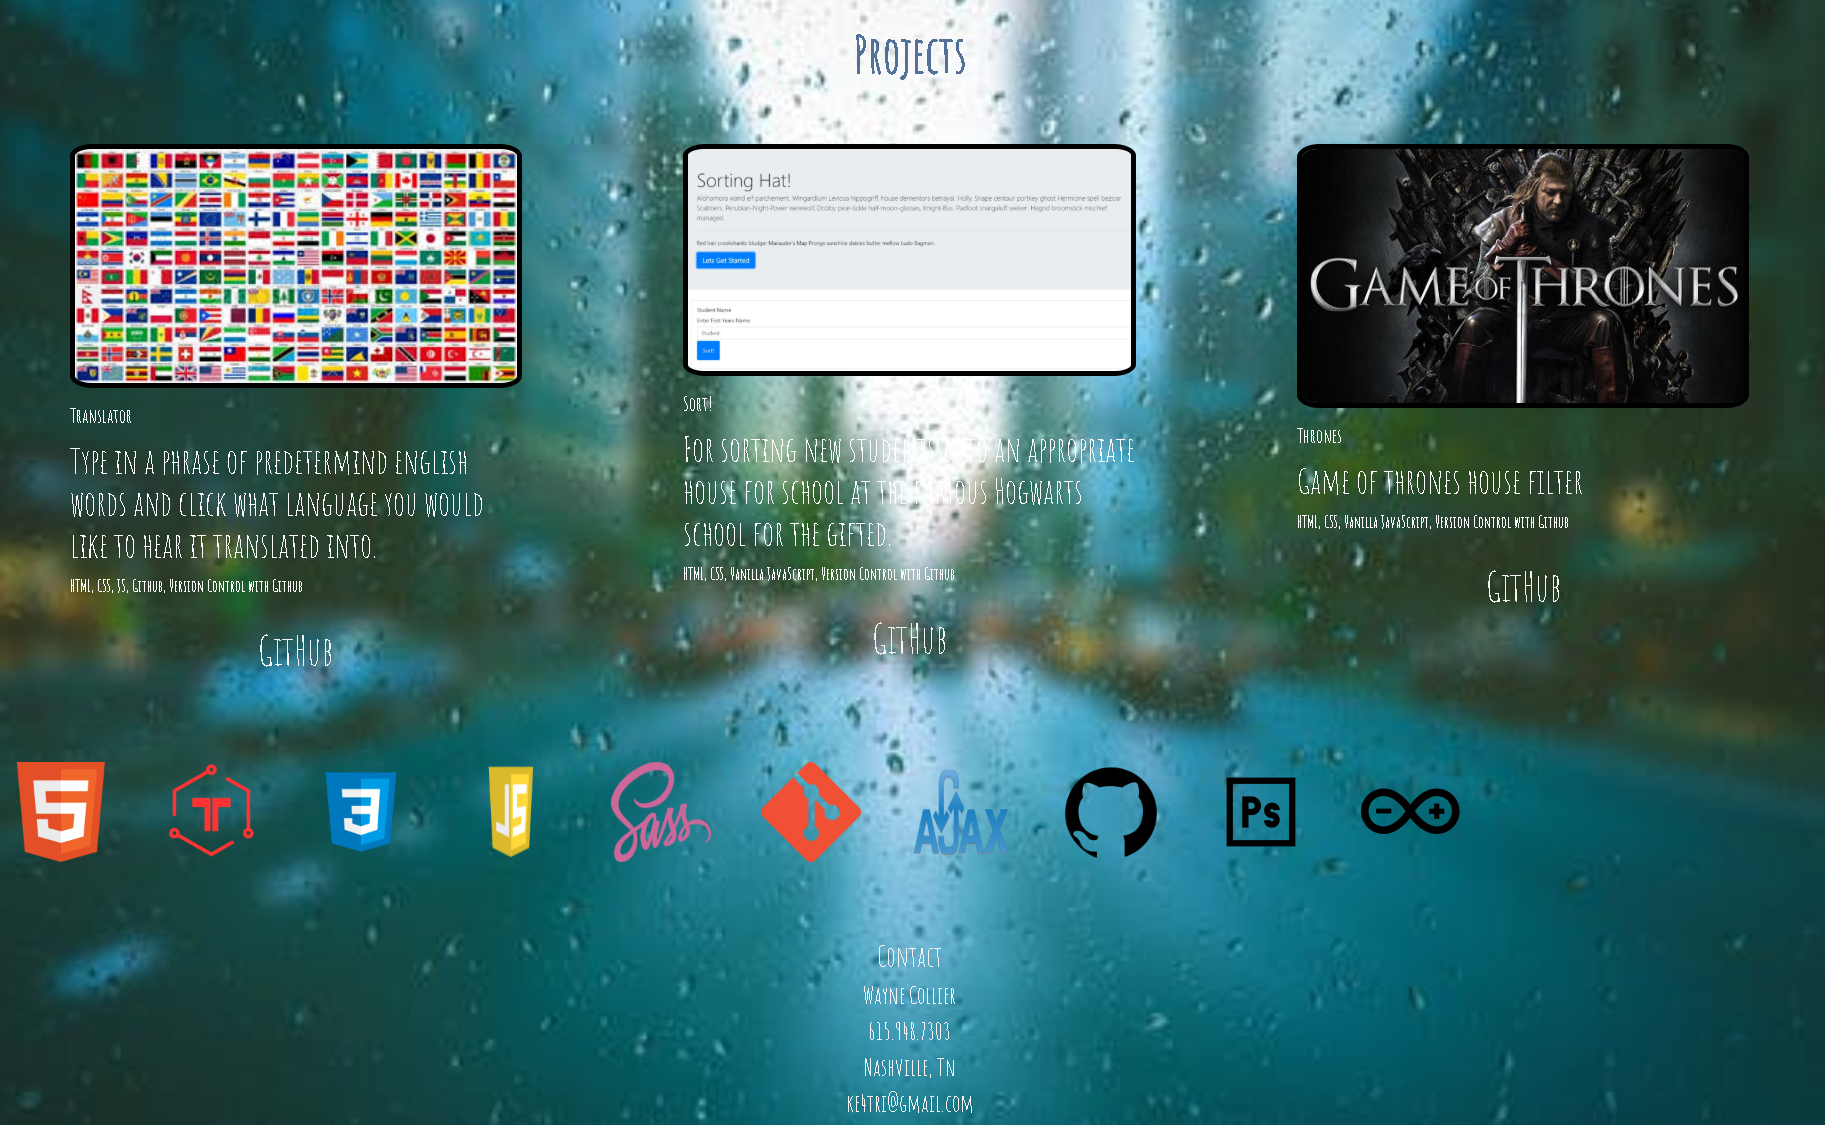 Projects
Sorting Hat!
Alohamora wand elf parchment, Wingardium Leviosa hippogriff, house dementors betrayal. Holly, Snape centaur portkey ghost Hermione spell bezoar
Scabbers. Peruvian-Night-Power werewolf, Dobby pear-tickle half-moon-glasses, Knight-Bus. Padfoot snargaluff seeker: Hagrid broomstick mischief
managed.
Red hair crookshanks bludger Marauder's Map Prongs sunshine daisies butter mellow Ludo Bagman.
Lets Get Started
Student Name
Enter First Years Name
Student
Sort!
GAME OF THRONES
Translator
Type in a phrase of predetermind english
words and click what language you would
like to hear it translated into.
HTML, CSS, JS, Github, Version Control with Github
GitHub
Sort!
For sorting new students into an appropriate
house for school at the famous Hogwarts
school for the gifted.
HTML, CSS, Vanilla JavaScript, Version Control with Github
GitHub
Thrones
Game of thrones house filter
HTML, CSS, Vanilla JavaScript, Version Control with Github
GitHub
5
T
3
JS
Sass
AJAX
Ps
Contact
Wayne Collier
615.948.7303
Nashville, Tn
ke4tri@gmail.com